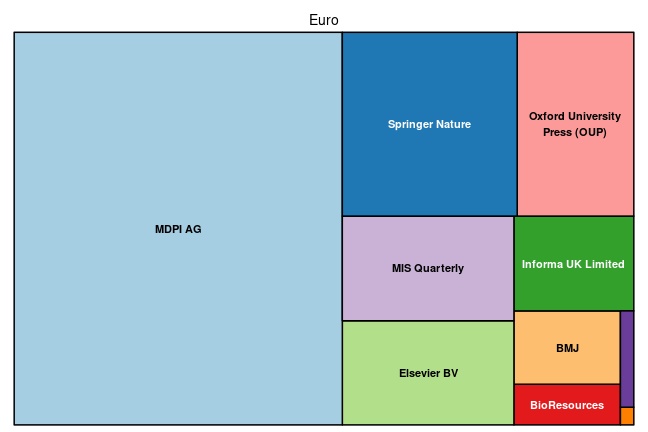 Euro
MDPI AG
Springer Nature
Oxford University
Press (OUP)
MIS Quarterly
Informa UK Limited
Elsevier BV
BMJ
BioResources